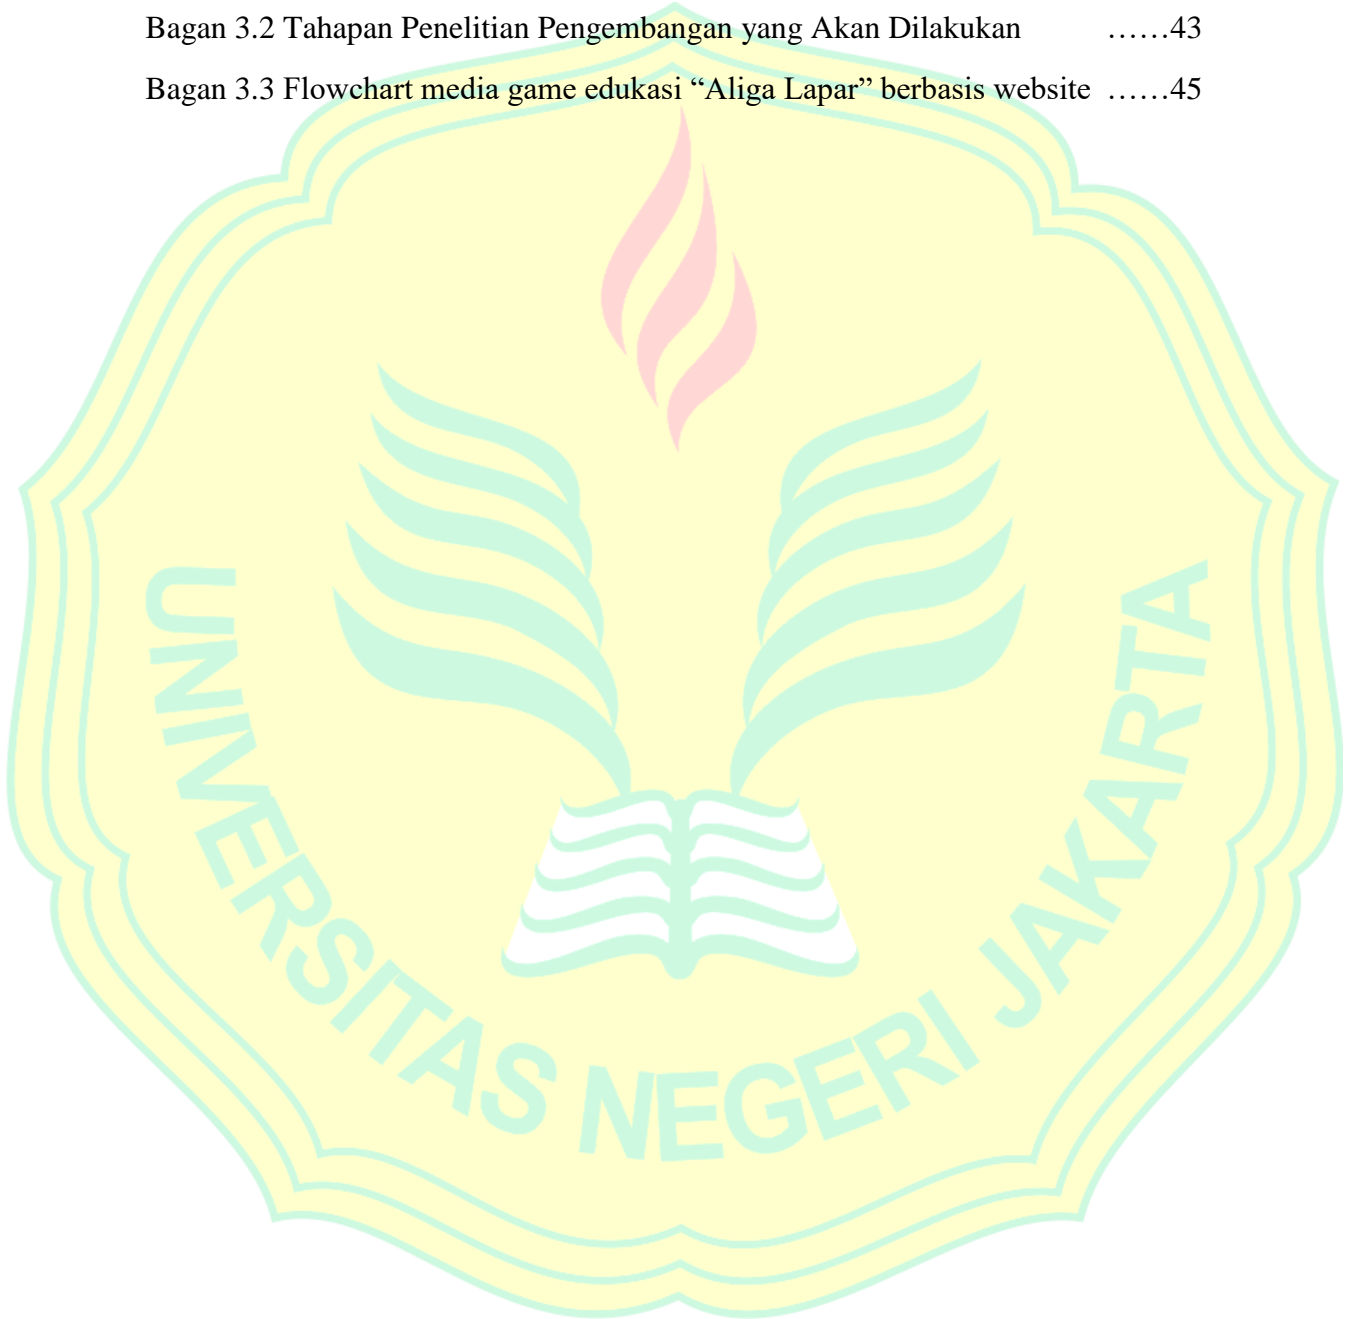 Bagan 3.2 Tahapan Penelitian Pengembangan yang Akan Dilakukan ……43
Bagan 3.3 Flowchart media game edukasi “Aliga Lapar” berbasis website ……45
UNIVERSITAS NEGERI JAKARTA